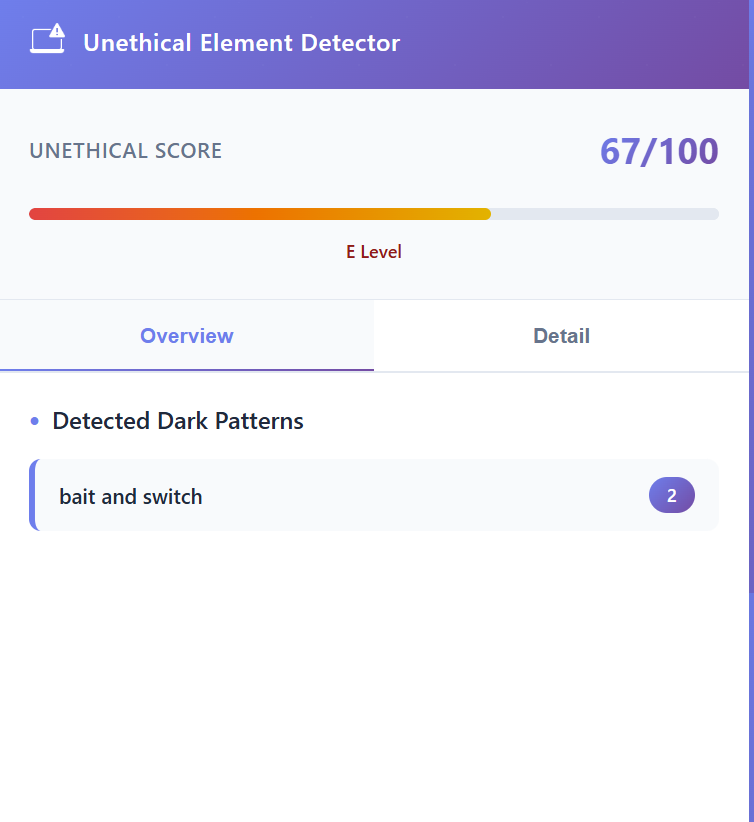 Unethical Element Detector
UNETHICAL SCORE 67/100
E Level
Overview Detail
Detected Dark Patterns
bait and switch 2